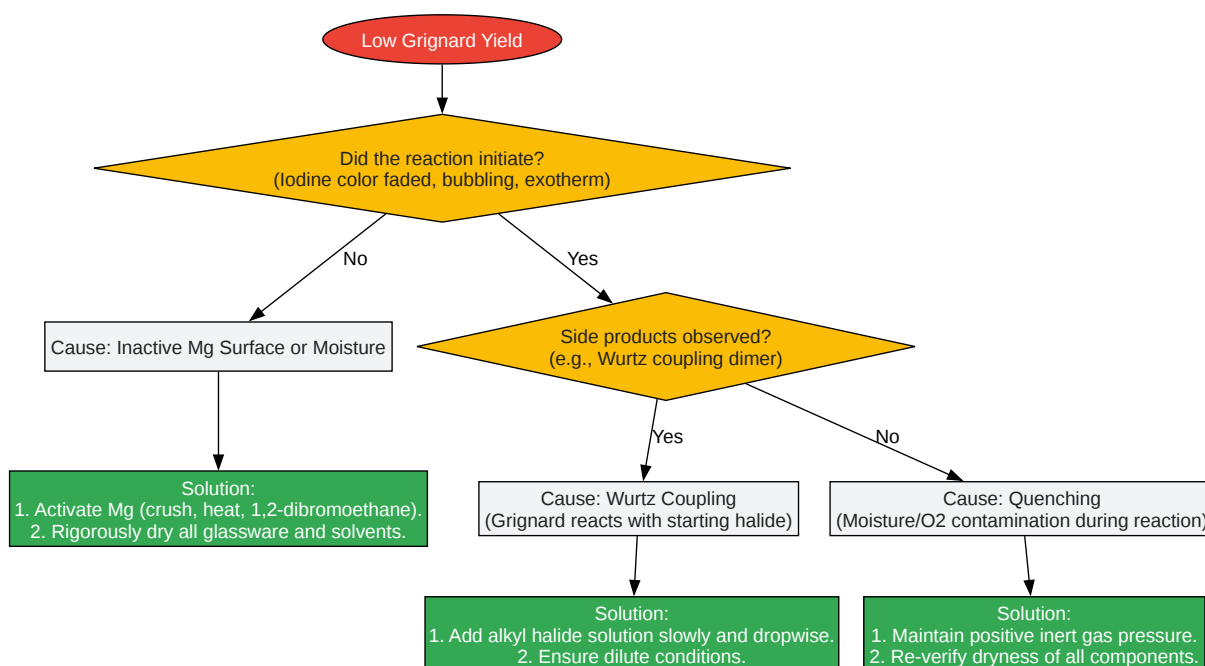 Low Grignard Yield
Did the reaction initiate?
(Iodine color faded, bubbling, exotherm)
No
Yes
Cause: Inactive Mg Surface or Moisture
Side products observed?
(e.g., Wurtz coupling dimer)
Yes
No
Solution:
1. Activate Mg (crush, heat, 1,2-dibromoethane).
2. Rigorously dry all glassware and solvents.
Cause: Wurtz Coupling
(Grignard reacts with starting halide)
Cause: Quenching
(Moisture/O2 contamination during reaction)
Solution:
1. Add alkyl halide solution slowly and dropwise.
2. Ensure dilute conditions.
Solution:
1. Maintain positive inert gas pressure.
2. Re-verify dryness of all components.